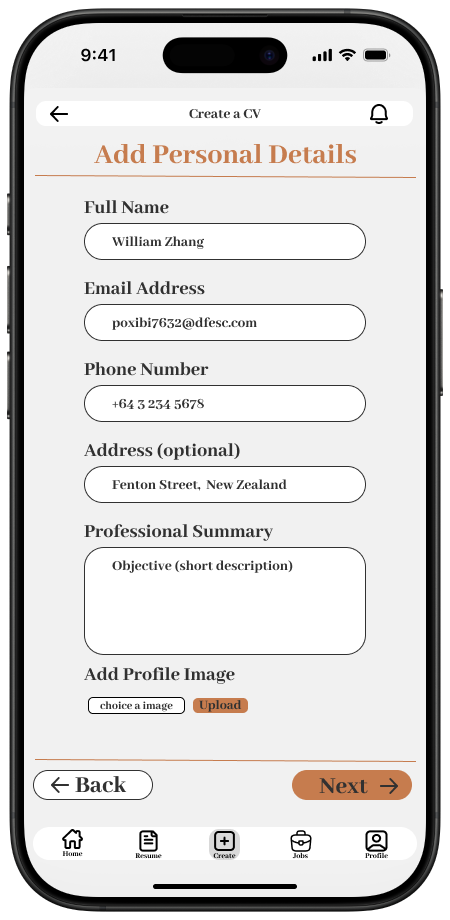 9:41
Create a CV
Add Personal Details
Full Name
William Zhang
Email Address
poxibi7632@dfesc.com
Phone Number
+64 3 234 5678
Address (optional)
Fenton Street, New Zealand
Professional Summary
Objective (short description)
Add Profile Image
choice a image Upload
Back Next
Home Resume Create Jobs Profile